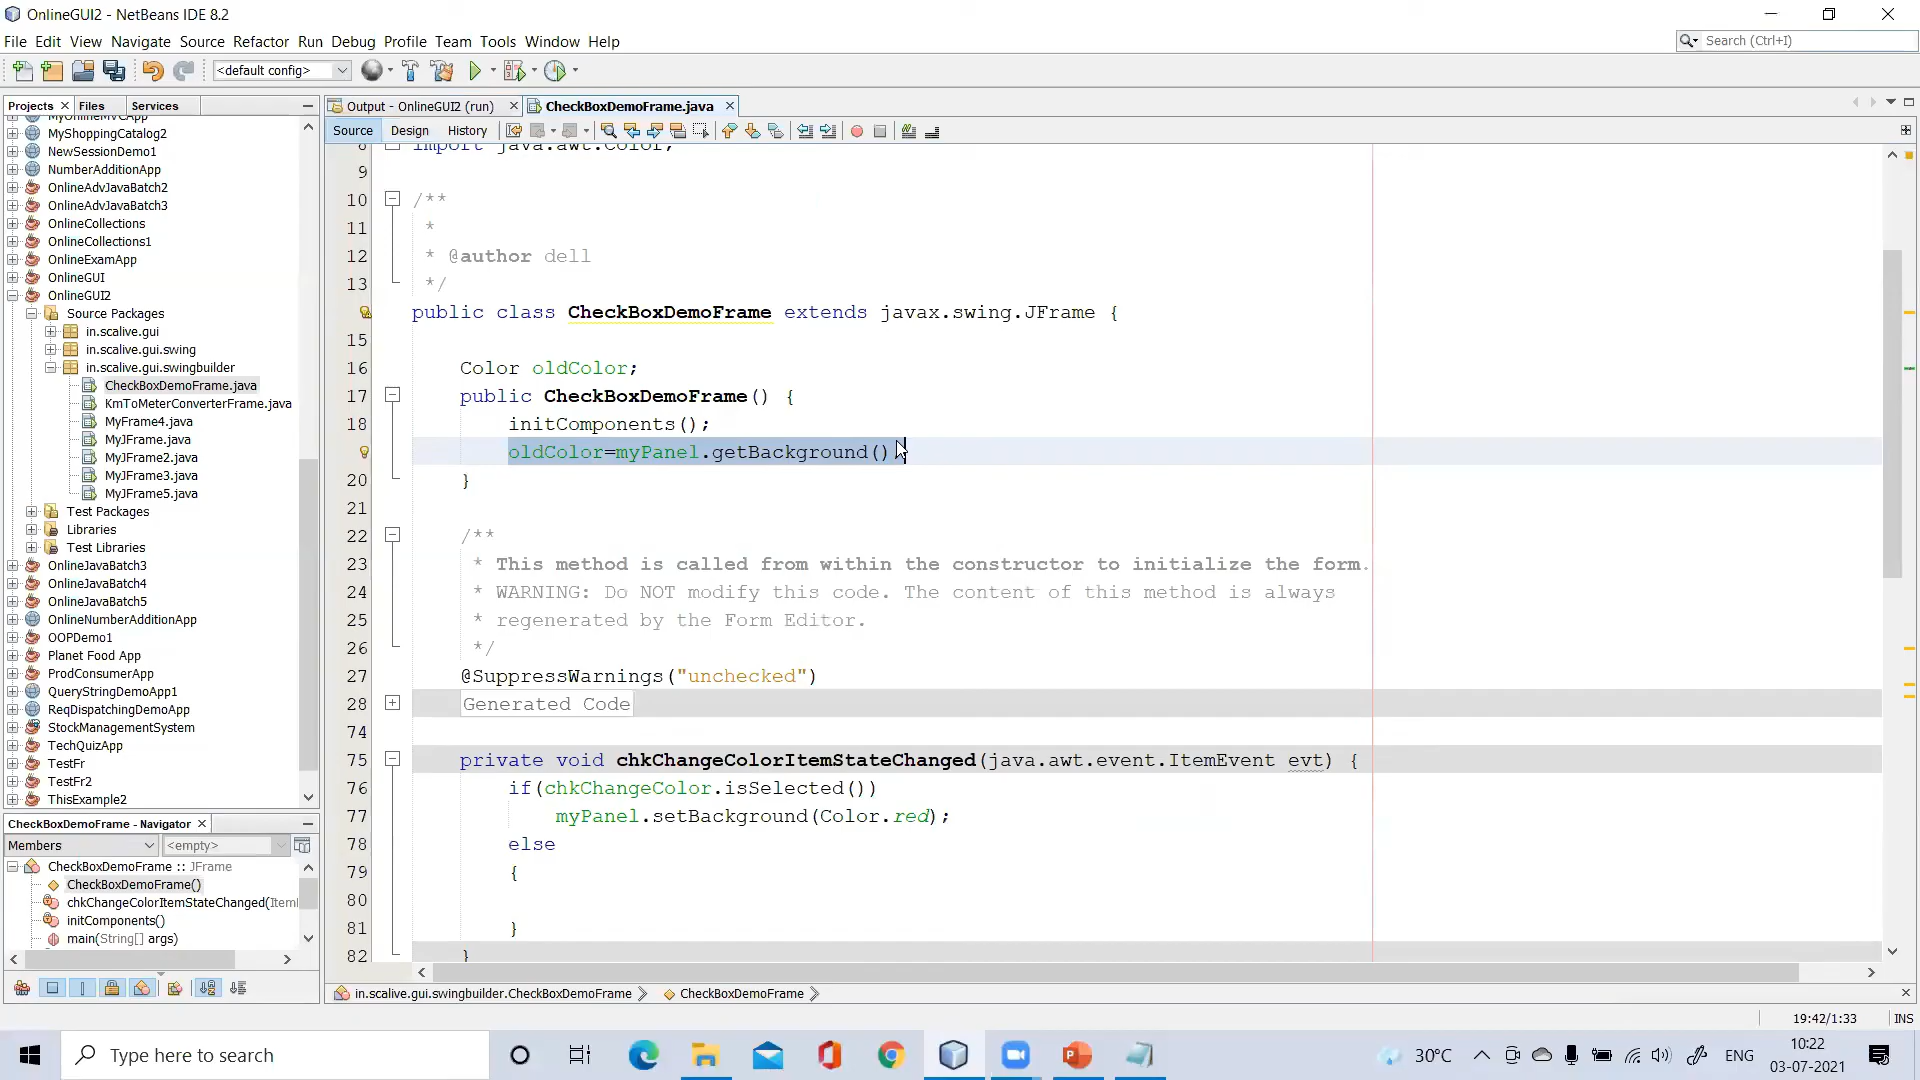 OnlineGUI2 - NetBeans IDE 8.2
File Edit View Navigate Source Refactor Run Debug Profile Team Tools Window Help
Search (Ctrl+I)
<default config>
Projects Files Services
Output - OnlineGUI2 (run) CheckBoxDemoFrame.java
Source Design History
MyOnlineMVCApp
MyShoppingCatalog2
NewSessionDemo1
NumberAdditionApp
OnlineAdvJavaBatch2
OnlineAdvJavaBatch3
OnlineCollections
OnlineCollections1
OnlineExamApp
OnlineGUI
OnlineGUI2
Source Packages
in.scalive.gui
in.scalive.gui.swing
in.scalive.gui.swingbuilder
CheckBoxDemoFrame.java
KmToMeterConverterFrame.java
MyFrame4.java
MyJFrame.java
MyJFrame2.java
MyJFrame3.java
MyJFrame5.java
Test Packages
Libraries
Test Libraries
OnlineJavaBatch3
OnlineJavaBatch4
OnlineJavaBatch5
OnlineNumberAdditionApp
OOPDemo1
Planet Food App
ProdConsumerApp
QueryStringDemoApp1
ReqDispatchingDemoApp
StockManagementSystem
TechQuizApp
TestFr
TestFr2
ThisExample2
CheckBoxDemoFrame - Navigator
Members <empty>
CheckBoxDemoFrame :: JFrame
CheckBoxDemoFrame()
chkChangeColorItemStateChanged(ItemE
initComponents()
main(String[] args)
8 import java.awt.Color;
9
10 /**
11 *
12 * @author dell
13 */
public class CheckBoxDemoFrame extends javax.swing.JFrame {
15
16 Color oldColor;
17 public CheckBoxDemoFrame() {
18 initComponents();
oldColor=myPanel.getBackground();
20 }
21
22 /**
23 * This method is called from within the constructor to initialize the form.
24 * WARNING: Do NOT modify this code. The content of this method is always
25 * regenerated by the Form Editor.
26 */
27 @SuppressWarnings("unchecked")
28 Generated Code
74
75 private void chkChangeColorItemStateChanged(java.awt.event.ItemEvent evt) {
76 if(chkChangeColor.isSelected())
77 myPanel.setBackground(Color.red);
78 else
79 {
80
81 }
82 }
in.scalive.gui.swingbuilder.CheckBoxDemoFrame CheckBoxDemoFrame
19:42/1:33 INS
Type here to search
30°C ENG
10:22
03-07-2021